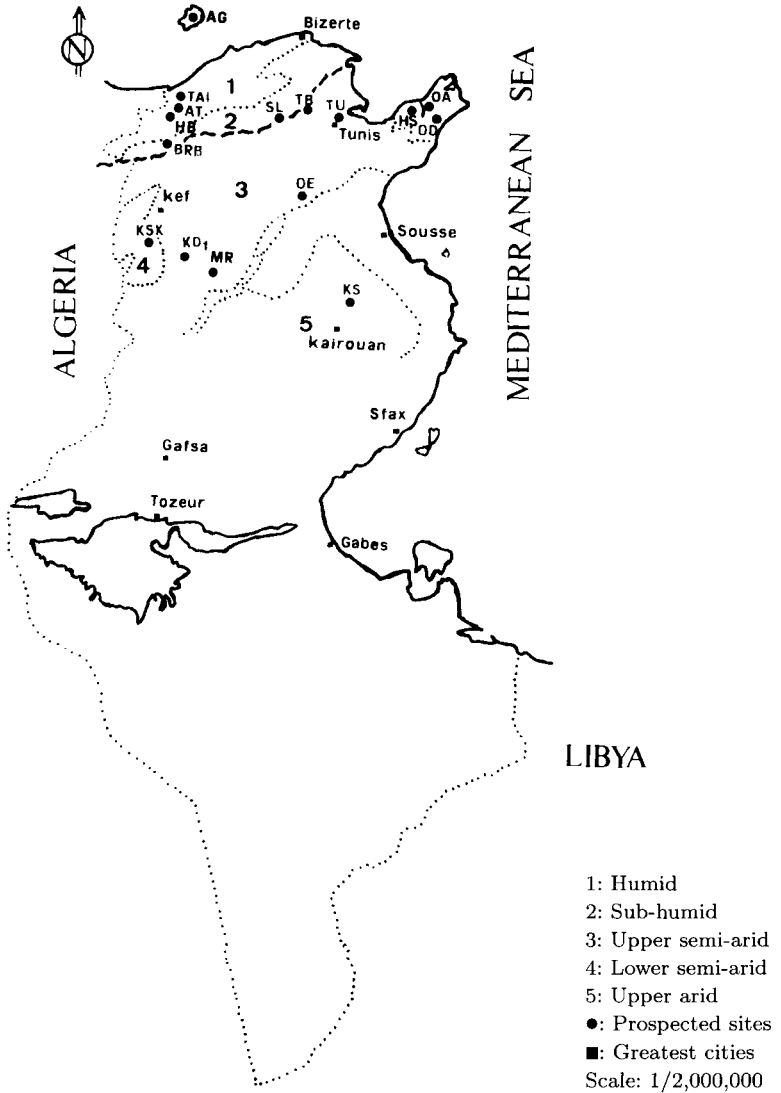 N
AG
Bizerte
1
TAI
AT
HB
2
SL
TB
TU
Tunis
HS
OA
DD
2
BRB
3
OE
kef
KSK
KD1
MR
4
Sousse
KS
5
kairouan
ALGERIA
MEDITERRANEAN SEA
Sfax
Gafsa
Tozeur
Gabes
LIBYA
1: Humid
2: Sub-humid
3: Upper semi-arid
4: Lower semi-arid
5: Upper arid
●: Prospected sites
■: Greatest cities
Scale: 1/2,000,000